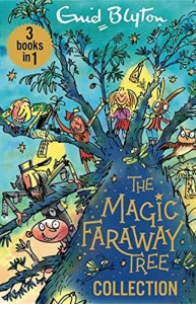 Enid Blyton
3
books
in 1
THE
MAGIC
FARAWAY
TREE
COLLECTION